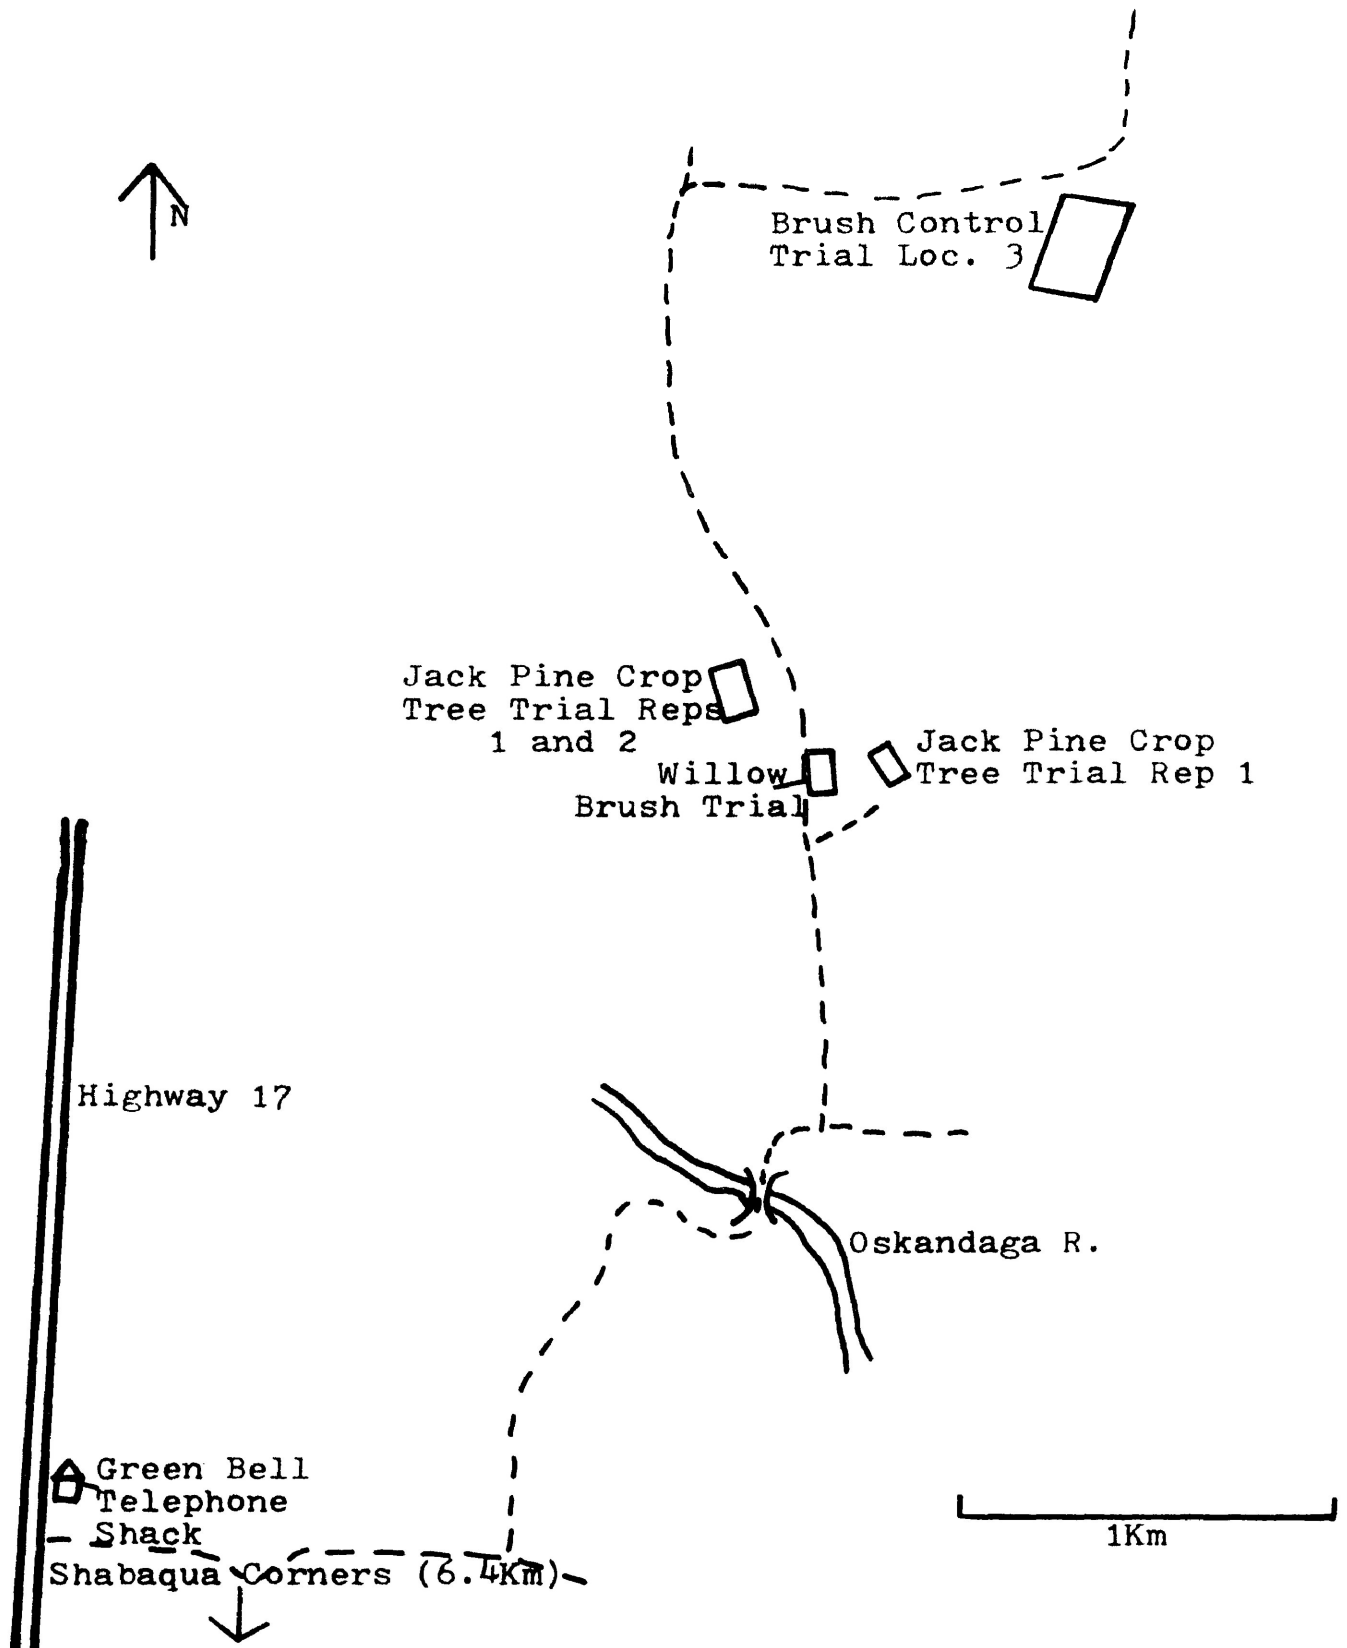 N
Brush Control
Trial Loc. 3
Jack Pine Crop
Tree Trial Reps
1 and 2
Jack Pine Crop
Tree Trial Rep 1
Willow
Brush Trial
Highway 17
Oskandaga R.
Green Bell
Telephone
Shack
1Km
Shabaqua Corners (6.4Km)